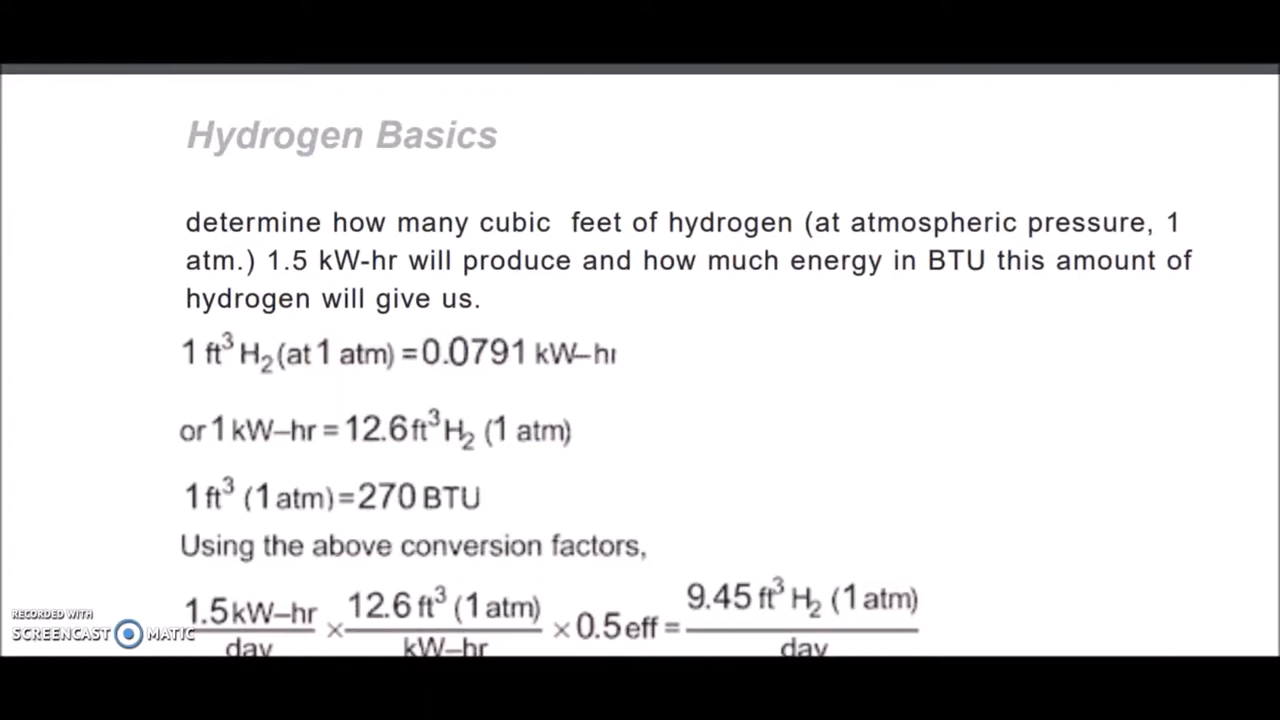 Hydrogen Basics
determine how many cubic feet of hydrogen (at atmospheric pressure, 1
atm.) 1.5 kW-hr will produce and how much energy in BTU this amount of
hydrogen will give us.
1 ft³ H₂ (at 1 atm) = 0.0791 kW–hr
or 1 kW–hr = 12.6 ft³ H₂ (1 atm)
1 ft³ (1 atm) = 270 BTU
Using the above conversion factors,
1.5 kW–hr/day × 12.6 ft³ (1 atm)/kW–hr × 0.5 eff = 9.45 ft³ H₂ (1 atm)/day
RECORDED WITH
SCREENCAST MATIC